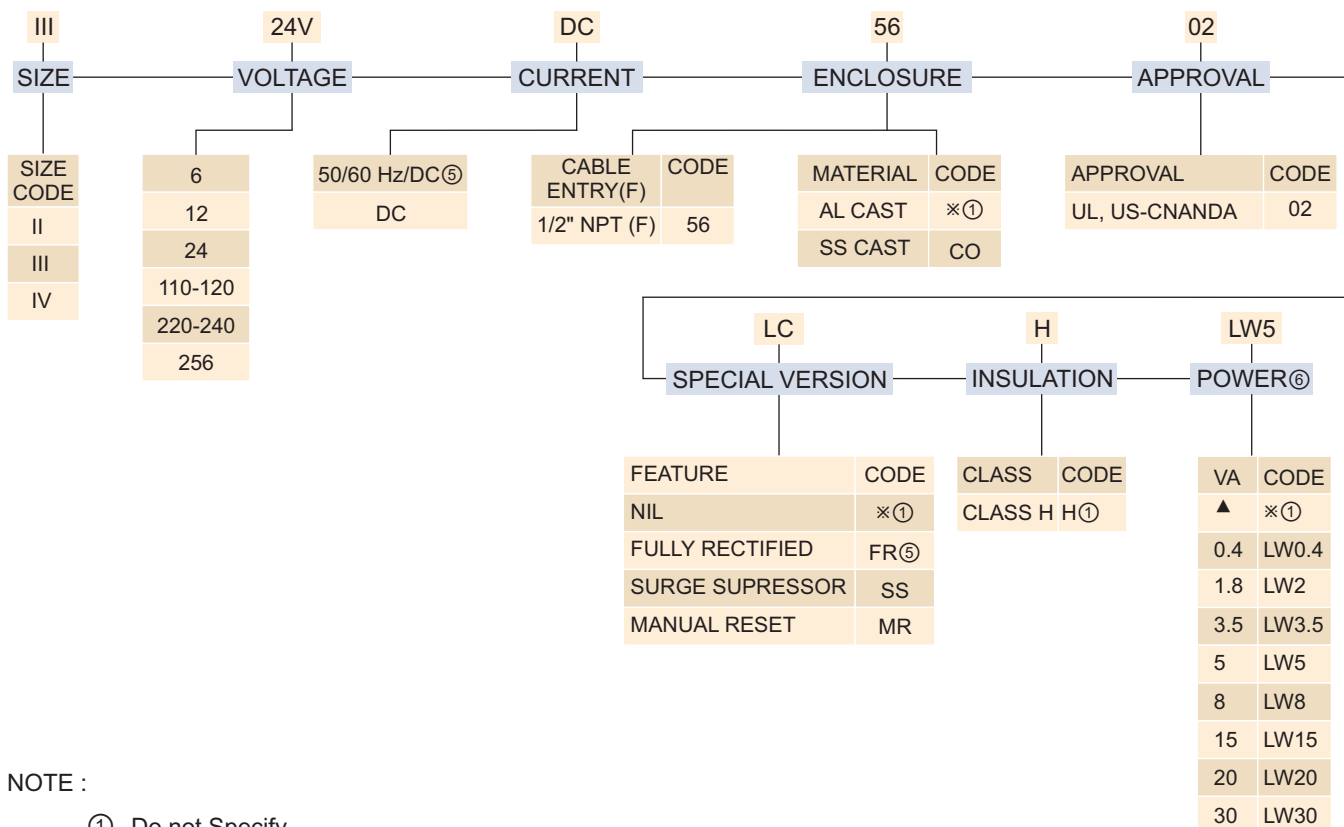 III 24V DC 56 02
SIZE VOLTAGE CURRENT ENCLOSURE APPROVAL
SIZE CODE
II
III
IV
6
12
24
110-120
220-240
256
50/60 Hz/DC⑤
DC
CABLE ENTRY(F) CODE
1/2" NPT (F) 56
MATERIAL CODE
AL CAST ※①
SS CAST CO
APPROVAL CODE
UL, US-CNANDA 02
LC H LW5
SPECIAL VERSION INSULATION POWER⑥
FEATURE CODE
NIL ※①
FULLY RECTIFIED FR⑤
SURGE SUPRESSOR SS
MANUAL RESET MR
CLASS CODE
CLASS H H①
VA CODE
▲ ※①
0.4 LW0.4
1.8 LW2
3.5 LW3.5
5 LW5
8 LW8
15 LW15
20 LW20
30 LW30
NOTE :
① Do not Specify